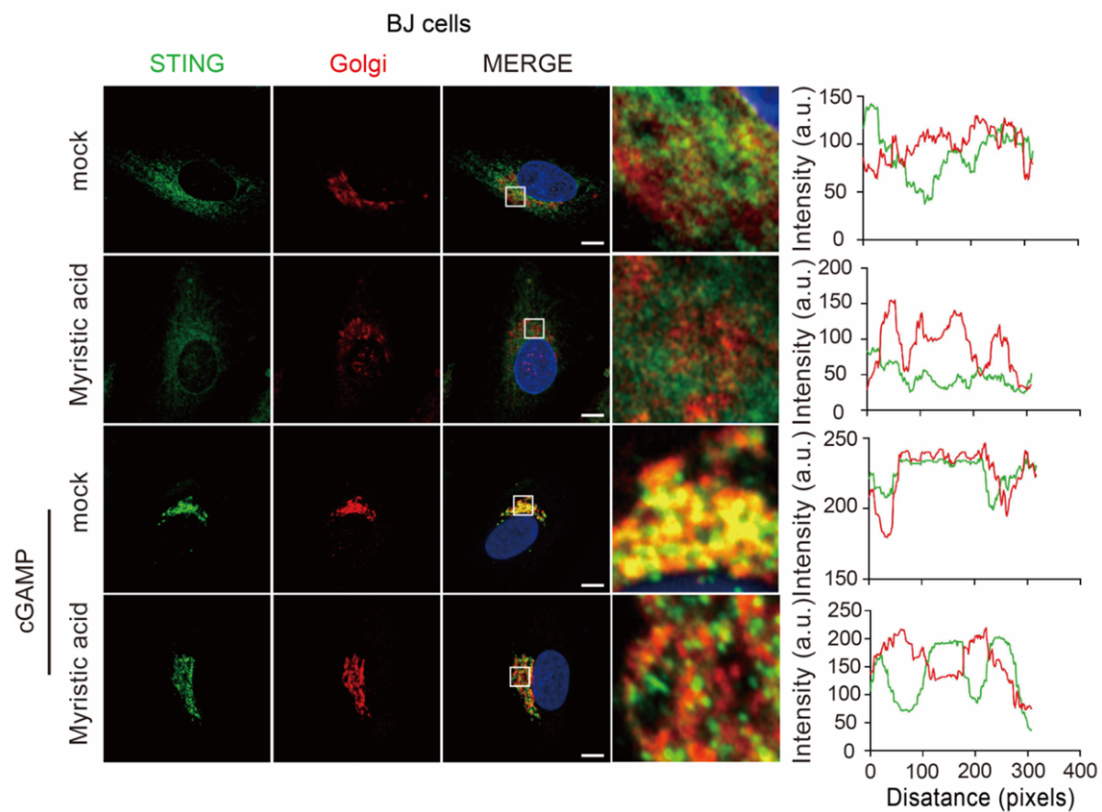 BJ cells
STING Golgi MERGE
mock
Myristic acid
cGAMP
mock
Myristic acid
Intensity (a.u.)
150
100
50
0
Intensity (a.u.)
200
150
100
50
0
Intensity (a.u.)
250
200
150
Intensity (a.u.)
250
200
150
100
50
0
0 100 200 300 400
Disatance (pixels)